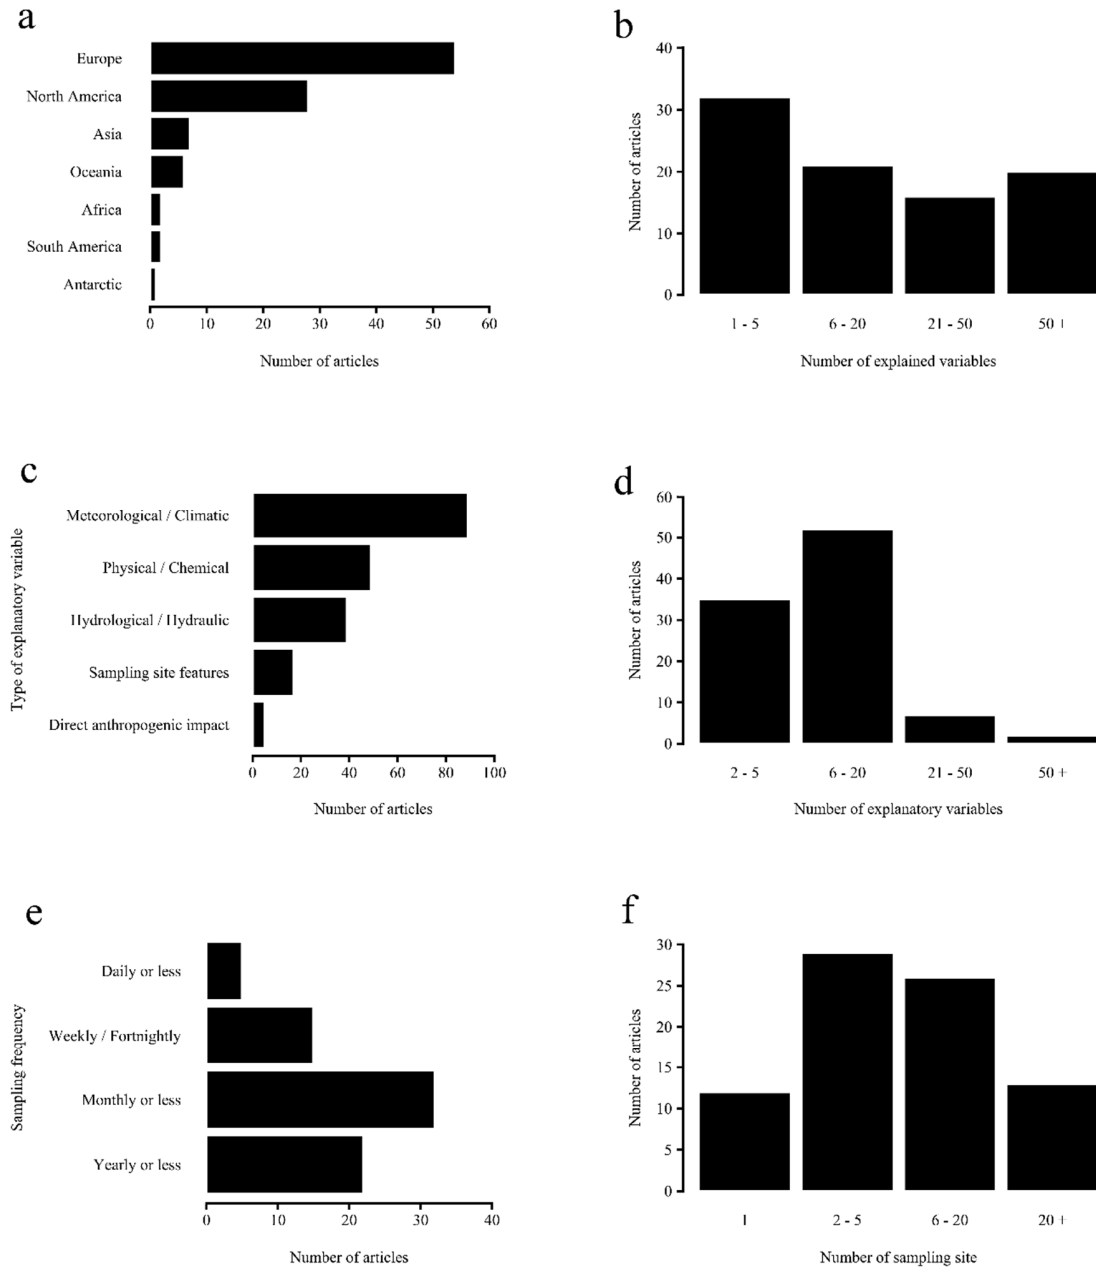 a
Europe
North America
Asia
Oceania
Africa
South America
Antarctic
0 10 20 30 40 50 60
Number of articles
b
Number of articles
40
30
20
10
0
1 - 5 6 - 20 21 - 50 50 +
Number of explained variables
c
Type of explanatory variable
Meteorological / Climatic
Physical / Chemical
Hydrological / Hydraulic
Sampling site features
Direct anthropogenic impact
0 20 40 60 80 100
Number of articles
d
Number of articles
60
50
40
30
20
10
0
2 - 5 6 - 20 21 - 50 50 +
Number of explanatory variables
e
Sampling frequency
Daily or less
Weekly / Fortnightly
Monthly or less
Yearly or less
0 10 20 30 40
Number of articles
f
Number of articles
30
25
20
15
10
5
0
1 2 - 5 6 - 20 20 +
Number of sampling site